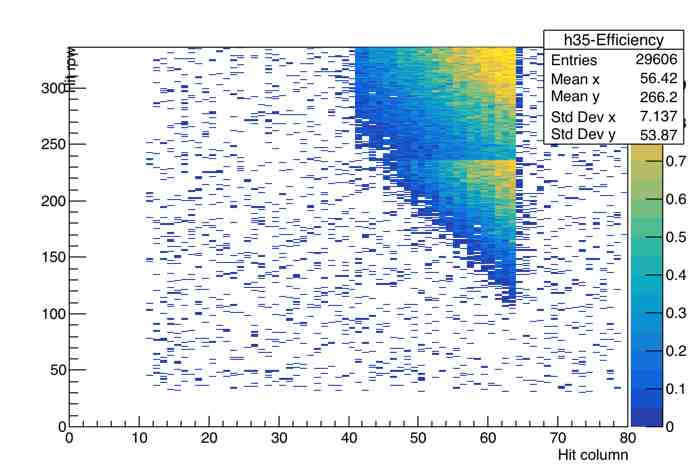 h35-Efficiency
Entries 29606
Mean x 56.42
Mean y 266.2
Std Dev x 7.137
Std Dev y 53.87
300
250
200
150
100
50
0
0 10 20 30 40 50 60 70 80
Hit column
0.7
0.6
0.5
0.4
0.3
0.2
0.1
0